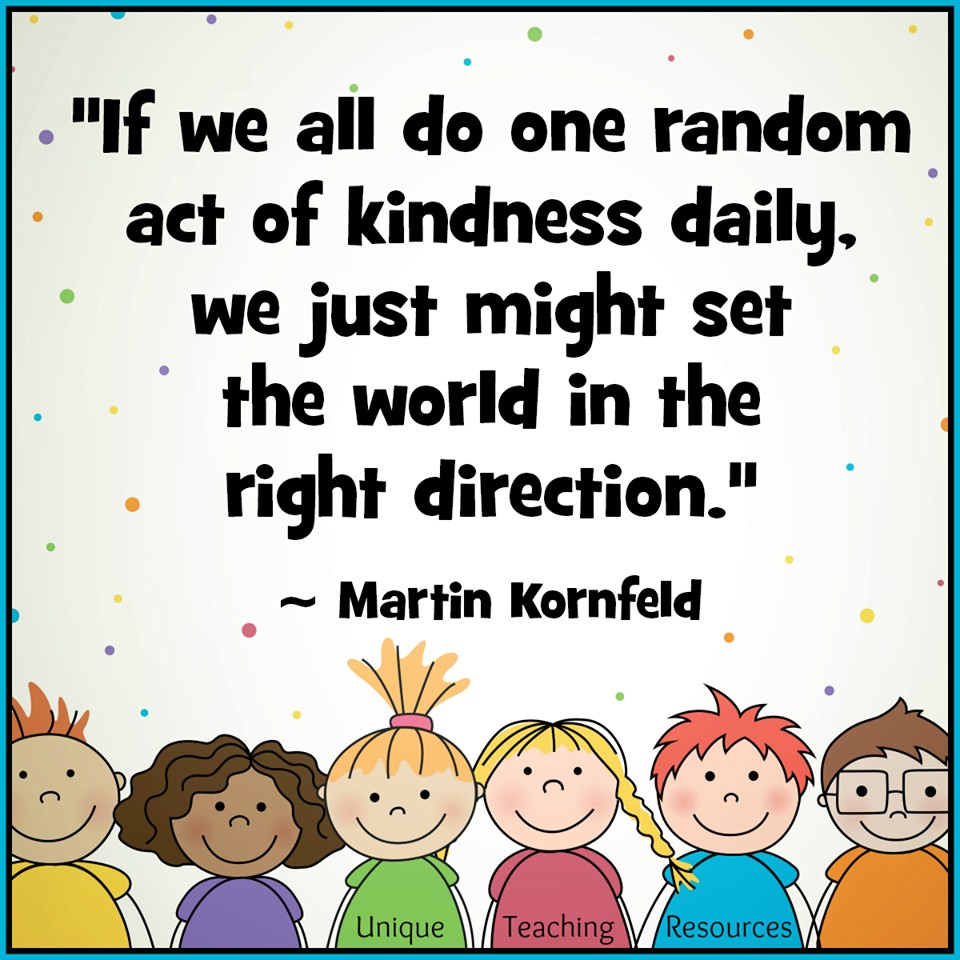 "If we all do one random
act of kindness daily,
we just might set
the world in the
right direction."
~ Martin Kornfeld
Unique Teaching Resources